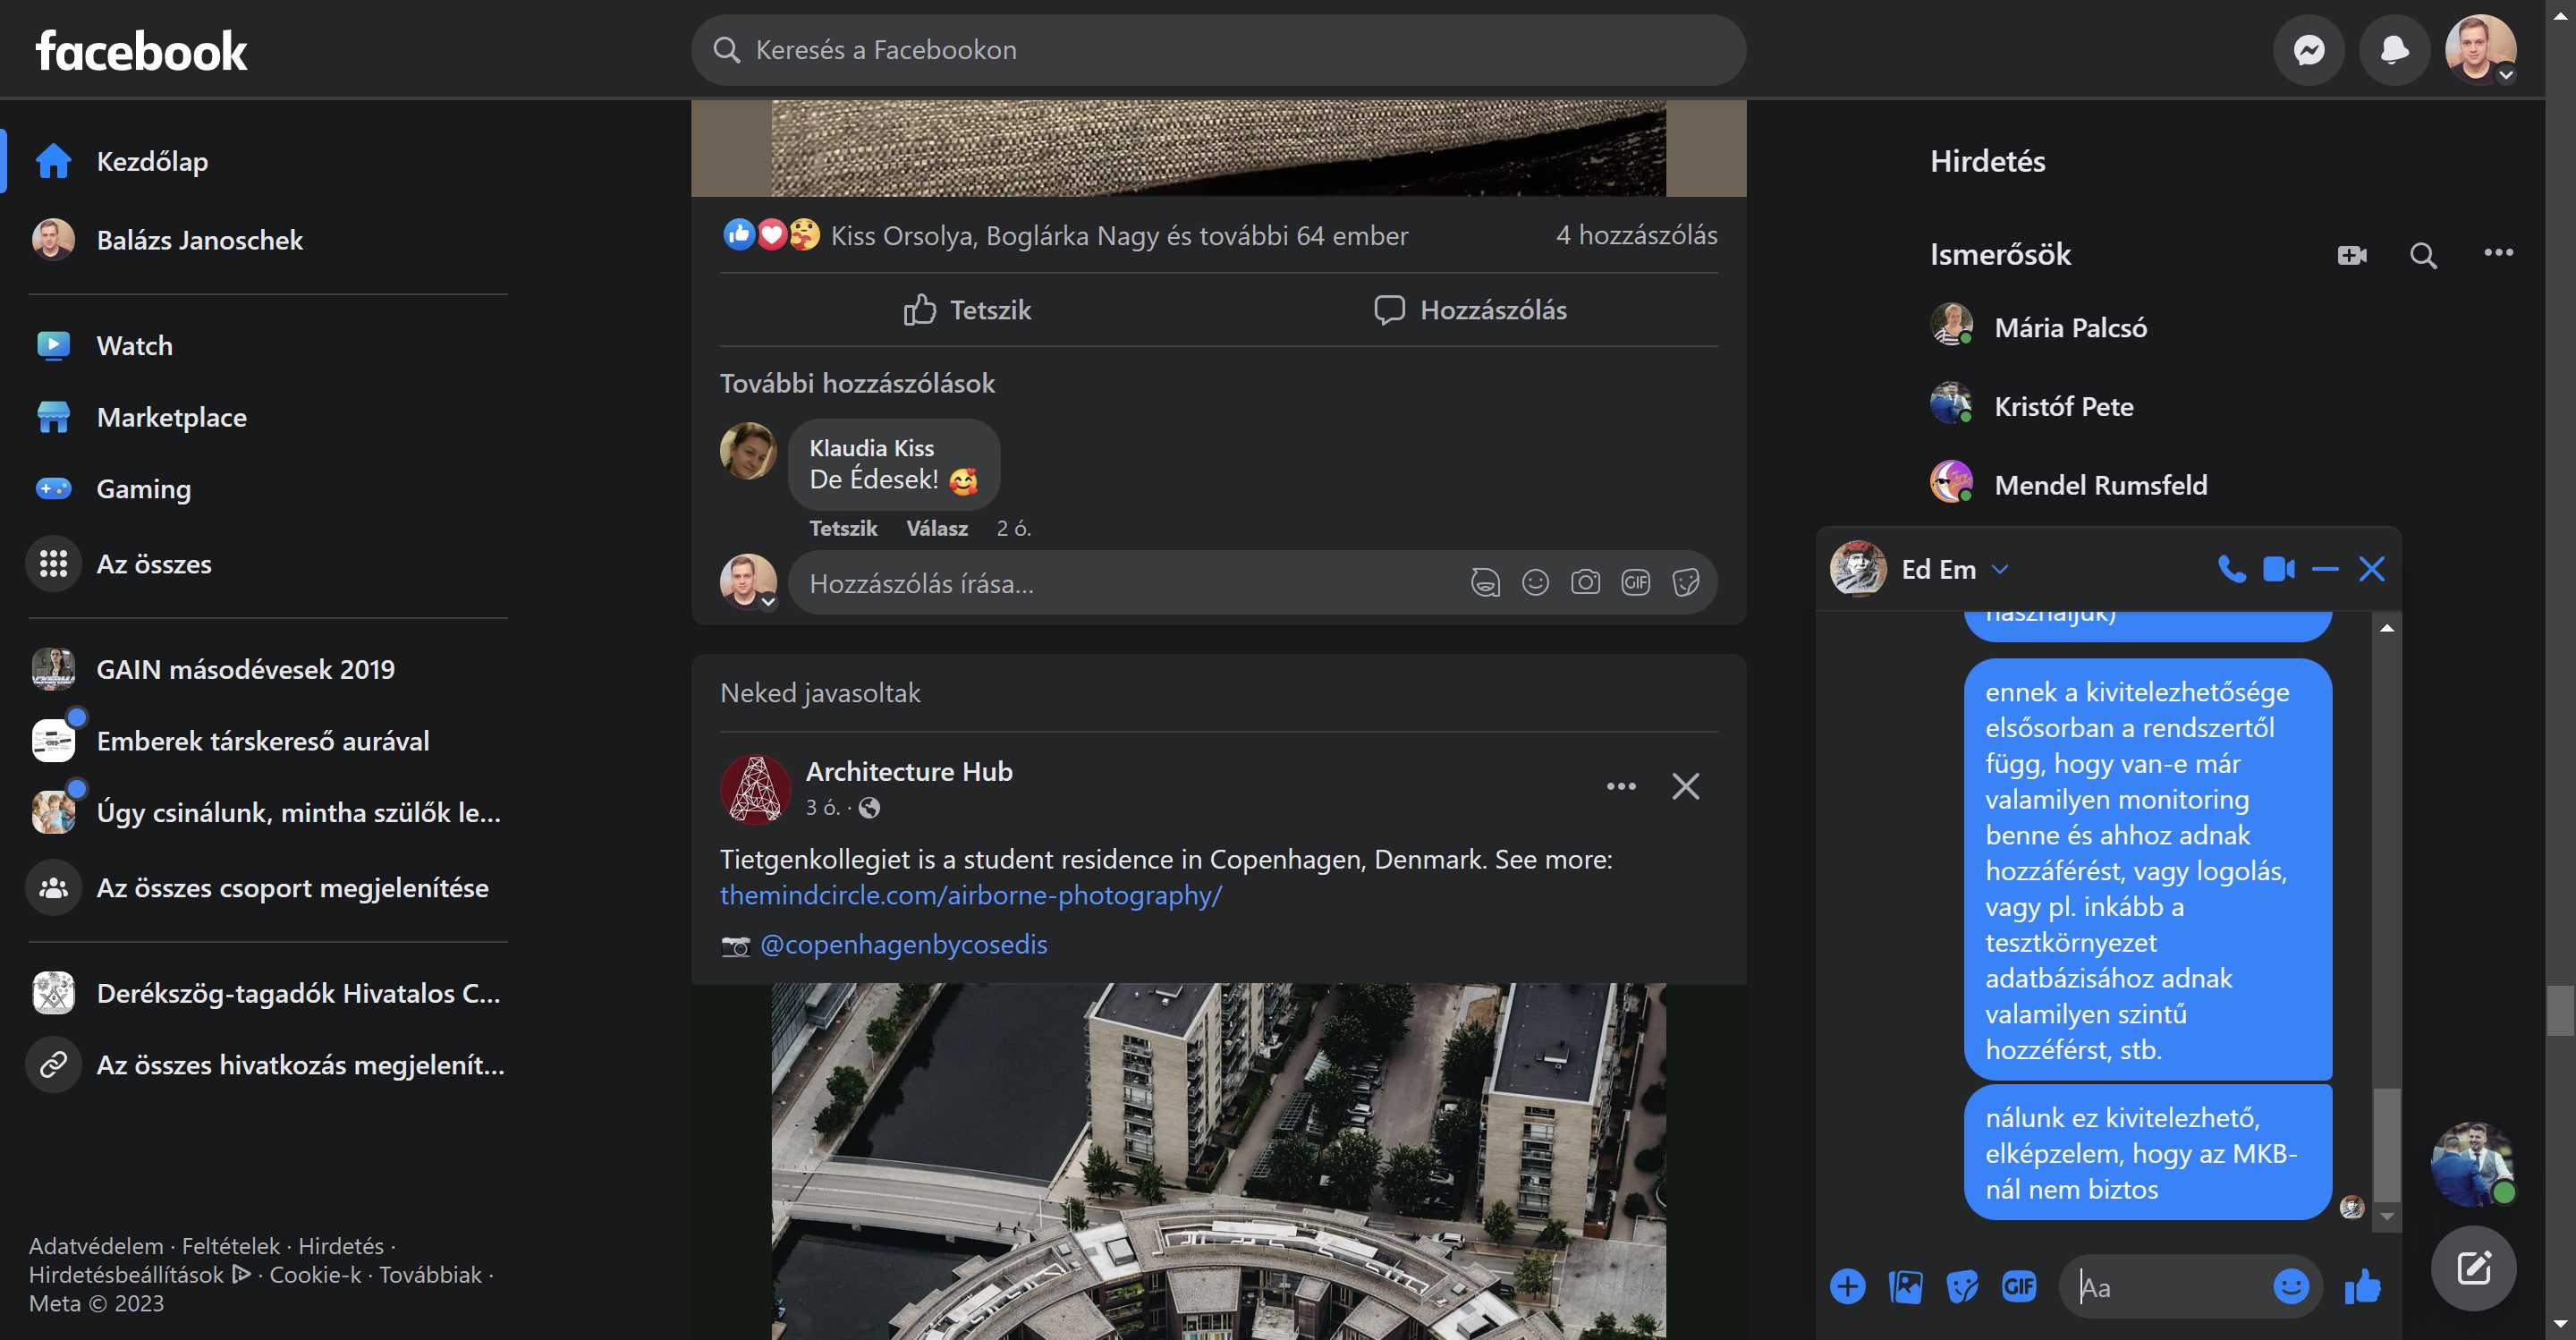 facebook
Keresés a Facebookon
Kezdőlap
Balázs Janoschek
Watch
Marketplace
Gaming
Az összes
GAIN másodévesek 2019
Emberek társkereső aurával
Úgy csinálunk, mintha szülők le...
Az összes csoport megjelenítése
Derékszög-tagadók Hivatalos C...
Az összes hivatkozás megjelenít...
Adatvédelem · Feltételek · Hirdetés ·
Hirdetésbeállítások · Cookie-k · Továbbiak ·
Meta © 2023
Kiss Orsolya, Boglárka Nagy és további 64 ember
4 hozzászólás
Tetszik
Hozzászólás
További hozzászólások
Klaudia Kiss
De Édesek! 🥰
Tetszik Válasz 2 ó.
Hozzászólás írása...
GIF
Neked javasoltak
Architecture Hub
3 ó. ·
Tietgenkollegiet is a student residence in Copenhagen, Denmark. See more:
themindcircle.com/airborne-photography/
📷 @copenhagenbycosedis
Hirdetés
Ismerősök
Mária Palcsó
Kristóf Pete
Mendel Rumsfeld
Ed Em
használjuk)
ennek a kivitelezhetősége
elsősorban a rendszertől
függ, hogy van-e már
valamilyen monitoring
benne és ahhoz adnak
hozzáférést, vagy logolás,
vagy pl. inkább a
tesztkörnyezet
adatbázisához adnak
valamilyen szintű
hozzéférst, stb.
nálunk ez kivitelezhető,
elképzelem, hogy az MKB-
nál nem biztos
GIF
Aa